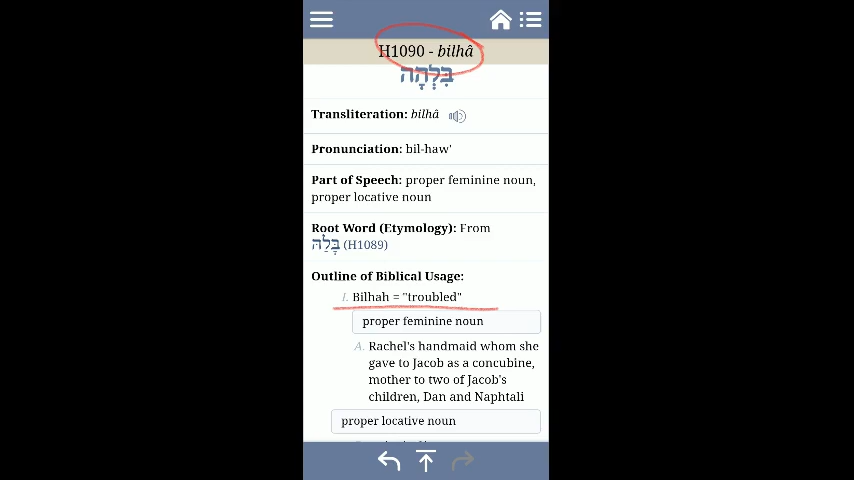 H1090 - bilhâ
בִּלְהָה
Transliteration: bilhâ
Pronunciation: bil-haw'
Part of Speech: proper feminine noun,
proper locative noun
Root Word (Etymology): From
בָּלַהּ (H1089)
Outline of Biblical Usage:
I. Bilhah = "troubled"
proper feminine noun
A. Rachel's handmaid whom she
gave to Jacob as a concubine,
mother to two of Jacob's
children, Dan and Naphtali
proper locative noun